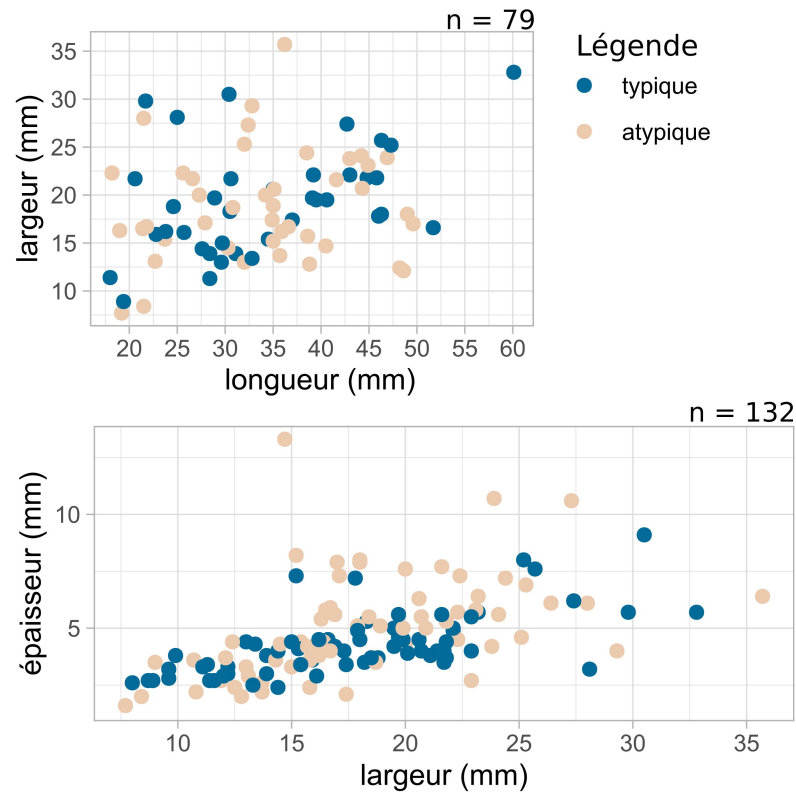 n = 79
Légende
typique
atypique
35
30
25
20
15
10
largeur (mm)
20 25 30 35 40 45 50 55 60
longueur (mm)
n = 132
10
5
épaisseur (mm)
10 15 20 25 30 35
largeur (mm)